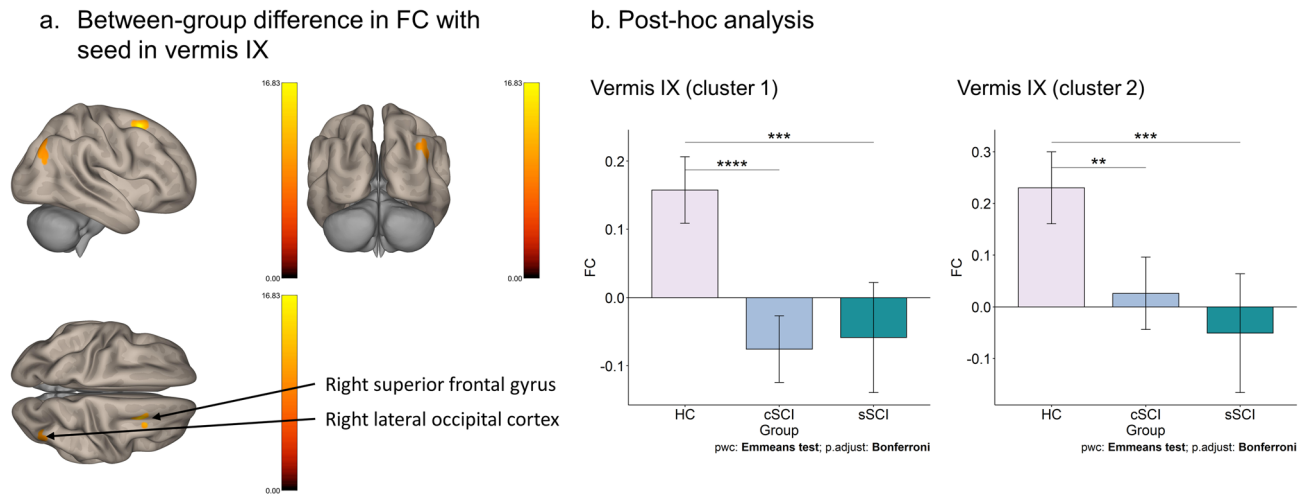 a. Between-group difference in FC with
seed in vermis IX
16.83
0.00
16.83
0.00
16.83
0.00
Right superior frontal gyrus
Right lateral occipital cortex
b. Post-hoc analysis
Vermis IX (cluster 1)
FC
0.2
0.1
0.0
-0.1
***
****
HC cSCI sSCI
Group
pwc: Emmeans test; p.adjust: Bonferroni
Vermis IX (cluster 2)
FC
0.3
0.2
0.1
0.0
-0.1
***
**
HC cSCI sSCI
Group
pwc: Emmeans test; p.adjust: Bonferroni